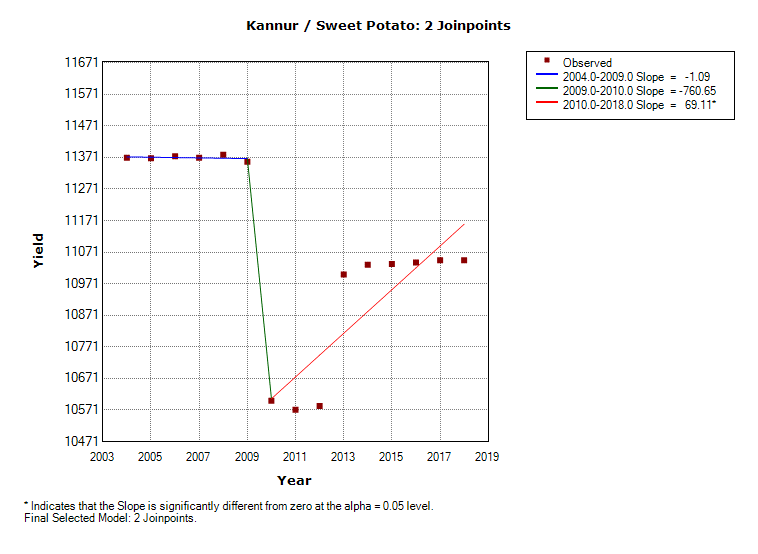 Kannur / Sweet Potato: 2 Joinpoints
Observed
2004.0-2009.0 Slope = -1.09
2009.0-2010.0 Slope = -760.65
2010.0-2018.0 Slope = 69.11*
11671
11571
11471
11371
11271
11171
11071
10971
10871
10771
10671
10571
10471
Yield
2003 2005 2007 2009 2011 2013 2015 2017 2019
Year
* Indicates that the Slope is significantly different from zero at the alpha = 0.05 level.
Final Selected Model: 2 Joinpoints.